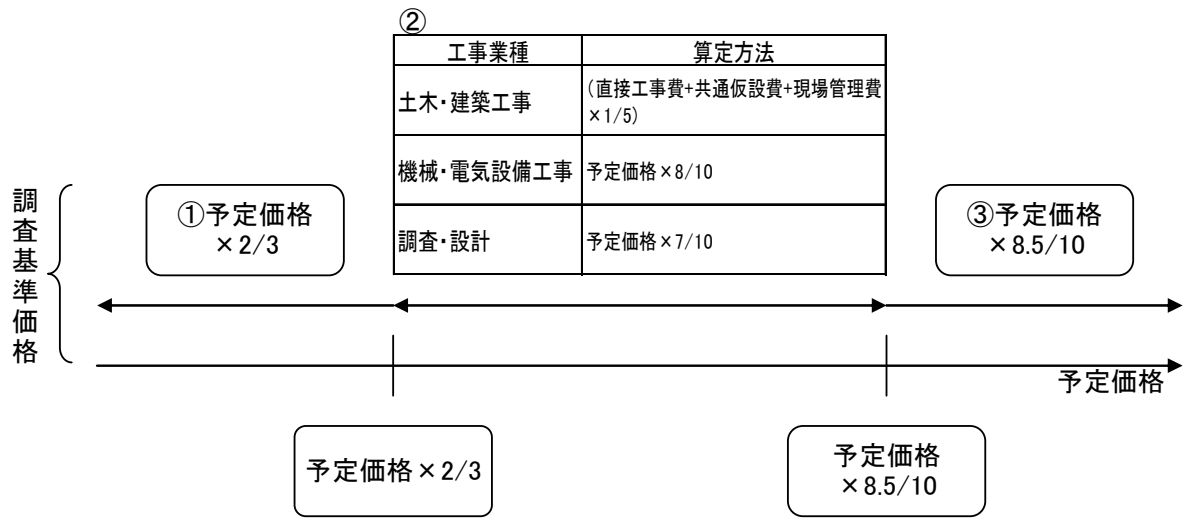 ②
工事業種 算定方法
土木・建築工事 (直接工事費+共通仮設費+現場管理費
×1/5)
機械・電気設備工事 予定価格×8/10
調査・設計 予定価格×7/10
調査基準価格
①予定価格
×2/3
③予定価格
×8.5/10
予定価格
予定価格×2/3
予定価格
×8.5/10